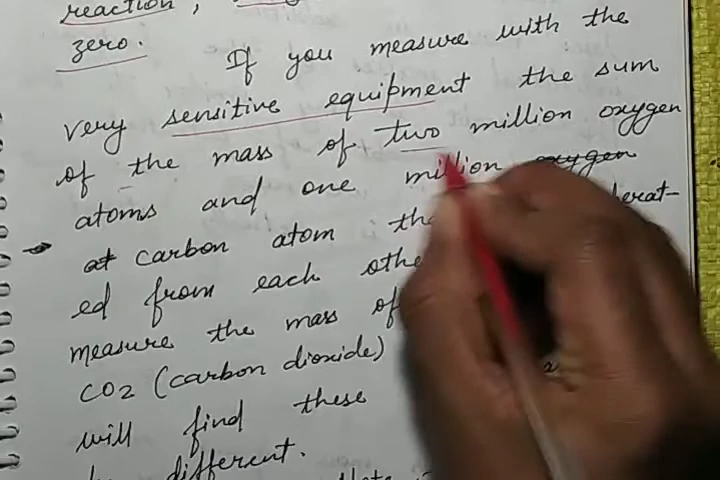 reaction,
zero. If you measure with the
very sensitive equipment the sum
of the mass of two million oxygen
atoms and one million oxygen
at carbon atom
ed from each
measure the mass of
CO2 (carbon dioxide)
will find these
different.